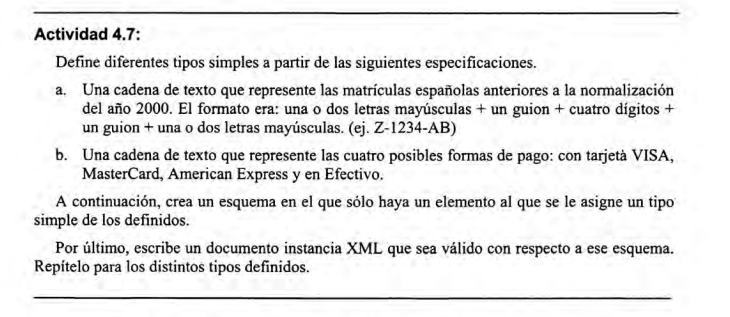 Actividad 4.7:
Define diferentes tipos simples a partir de las siguientes especificaciones.
a. Una cadena de texto que represente las matrículas españolas anteriores a la normalización
del año 2000. El formato era: una o dos letras mayúsculas + un guion + cuatro dígitos +
un guion + una o dos letras mayúsculas. (ej. Z-1234-AB)
b. Una cadena de texto que represente las cuatro posibles formas de pago: con tarjetà VISA,
MasterCard, American Express y en Efectivo.
A continuación, crea un esquema en el que sólo haya un elemento al que se le asigne un tipo
simple de los definidos.
Por último, escribe un documento instancia XML que sea válido con respecto a ese esquema.
Repítelo para los distintos tipos definidos.